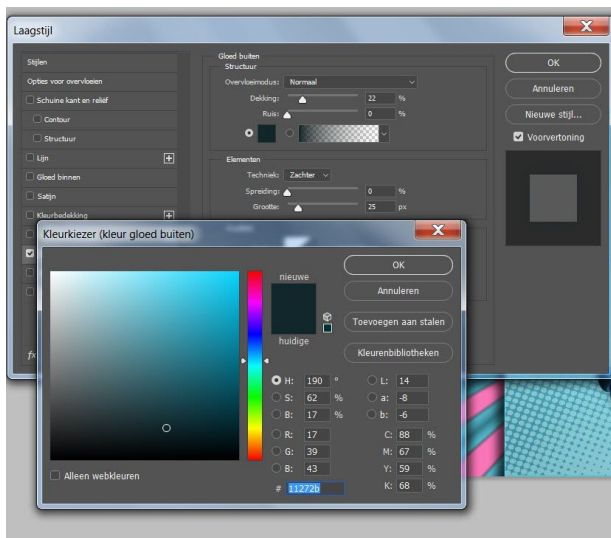 Laagstijl
Stijlen
Opties voor overvloeien
Schuine kant en reliëf
Contour
Structuur
Lijn
Gloed binnen
Satijn
Kleurbedekking
fx
Gloed buiten
Structuur
Overvloeimodus: Normaal
Dekking: 22 %
Ruis: 0 %
Elementen
Techniek: Zachter
Spreiding: 0 %
Grootte: 25 px
OK
Annuleren
Nieuwe stijl...
Voorvertoning
Kleurkiezer (kleur gloed buiten)
nieuwe
huidige
OK
Annuleren
Toevoegen aan stalen
Kleurenbibliotheken
H: 190 °
S: 62 %
B: 17 %
R: 17
G: 39
B: 43
# 11272b
L: 14
a: -8
b: -6
C: 88 %
M: 67 %
Y: 59 %
K: 68 %
Alleen webkleuren